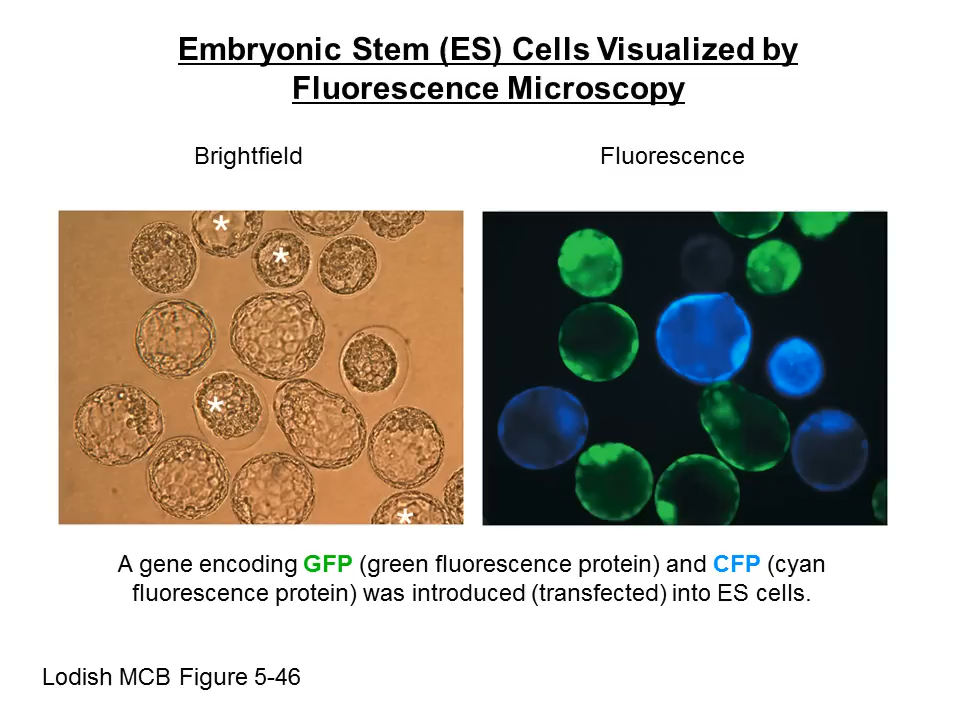 Embryonic Stem (ES) Cells Visualized by
Fluorescence Microscopy
Brightfield
Fluorescence
*
*
*
*
A gene encoding GFP (green fluorescence protein) and CFP (cyan
fluorescence protein) was introduced (transfected) into ES cells.
Lodish MCB Figure 5-46